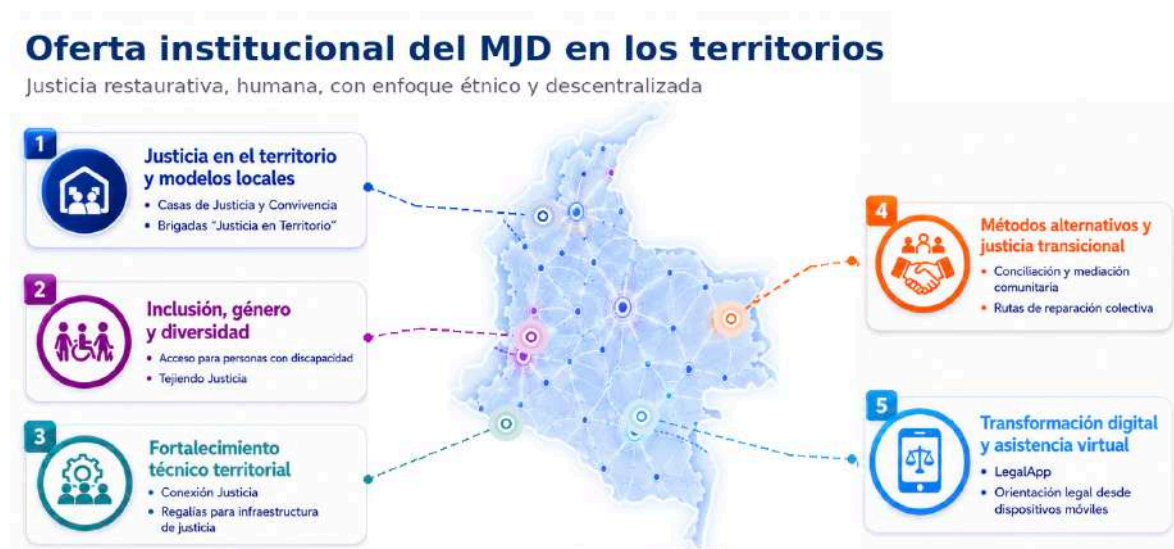 Oferta institucional del MJD en los territorios
Justicia restaurativa, humana, con enfoque étnico y descentralizada
1
Justicia en el territorio
y modelos locales
• Casas de Justicia y Convivencia
• Brigadas “Justicia en Territorio”
2
Inclusión, género
y diversidad
• Acceso para personas con discapacidad
• Tejiendo Justicia
3
Fortalecimiento
técnico territorial
• Conexión Justicia
• Regalías para infraestructura
de justicia
4
Métodos alternativos y
justicia transicional
• Conciliación y mediación
comunitaria
• Rutas de reparación colectiva
5
Transformación digital
y asistencia virtual
• LegalApp
• Orientación legal desde
dispositivos móviles